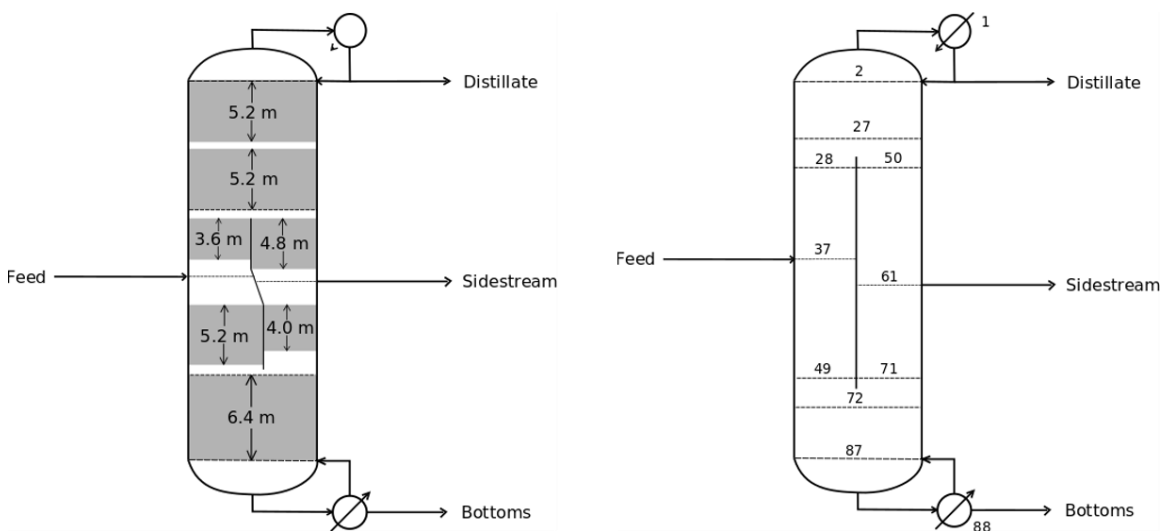 Distillate
5.2 m
5.2 m
3.6 m
4.8 m
Feed
Sidestream
5.2 m
4.0 m
6.4 m
Bottoms
1
2
Distillate
27
28
50
37
Feed
61
Sidestream
49
71
72
87
Bottoms
88